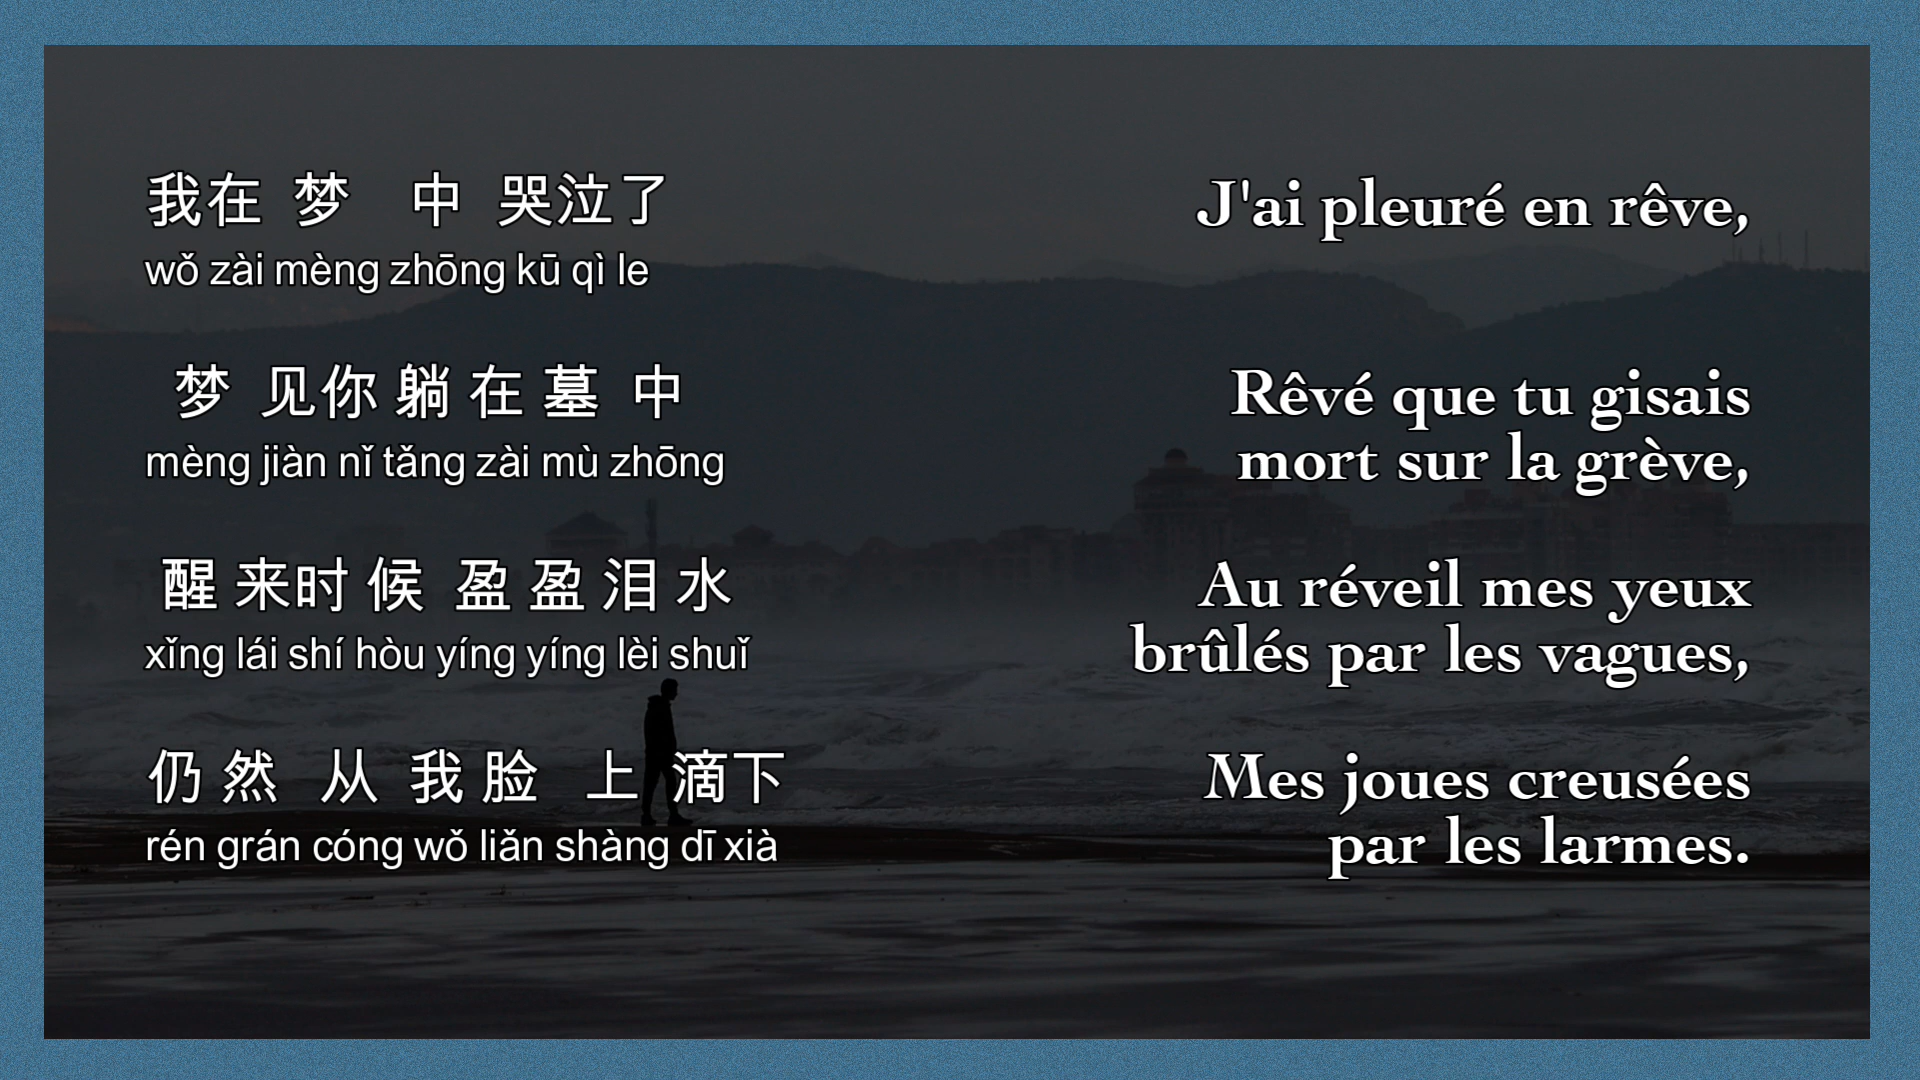 我在梦中哭泣了
wǒ zài mèng zhōng kū qì le
梦见你躺在墓中
mèng jiàn nǐ tǎng zài mù zhōng
醒来时候盈盈泪水
xǐng lái shí hòu yíng yíng lèi shuǐ
仍然从我脸上滴下
rén grán cóng wǒ liǎn shàng dī xià
J'ai pleuré en rêve,
Rêvé que tu gisais
mort sur la grève,
Au réveil mes yeux
brûlés par les vagues,
Mes joues creusées
par les larmes.